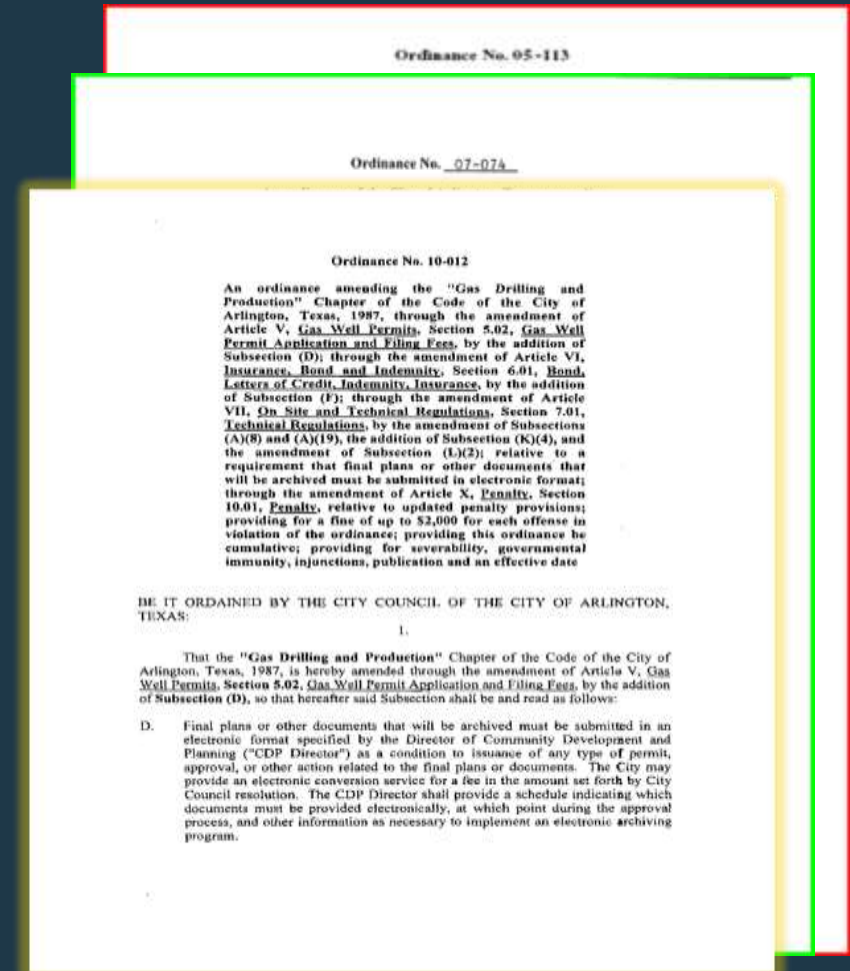 Ordinance No. 05-113
Ordinance No. 07-074
Ordinance No. 10-012
An ordinance amending the "Gas Drilling and
Production" Chapter of the Code of the City of
Arlington, Texas, 1987, through the amendment of
Article V, Gas Well Permits, Section 5.02, Gas Well
Permit Application and Filing Fees, by the addition of
Subsection (D); through the amendment of Article VI,
Insurance, Bond and Indemnity, Section 6.01, Bond,
Letters of Credit, Indemnity, Insurance, by the addition
of Subsection (F); through the amendment of Article
VII, On Site and Technical Regulations, Section 7.01,
Technical Regulations, by the amendment of Subsections
(A)(8) and (A)(19), the addition of Subsection (K)(4), and
the amendment of Subsection (L)(2); relative to a
requirement that final plans or other documents that
will be archived must be submitted in electronic format;
through the amendment of Article X, Penalty, Section
10.01, Penalty, relative to updated penalty provisions;
providing for a fine of up to $2,000 for each offense in
violation of the ordinance; providing this ordinance be
cumulative; providing for severability, governmental
immunity, injunctions, publication and an effective date
BE IT ORDAINED BY THE CITY COUNCIL OF THE CITY OF ARLINGTON,
TEXAS:
1.
That the "Gas Drilling and Production" Chapter of the Code of the City of
Arlington, Texas, 1987, is hereby amended through the amendment of Article V, Gas
Well Permits, Section 5.02, Gas Well Permit Application and Filing Fees, by the addition
of Subsection (D), so that hereafter said Subsection shall be and read as follows:
D. Final plans or other documents that will be archived must be submitted in an
electronic format specified by the Director of Community Development and
Planning ("CDP Director") as a condition to issuance of any type of permit,
approval, or other action related to the final plans or documents. The City may
provide an electronic conversion service for a fee in the amount set forth by City
Council resolution. The CDP Director shall provide a schedule indicating which
documents must be provided electronically, at which point during the approval
process, and other information as necessary to implement an electronic archiving
program.